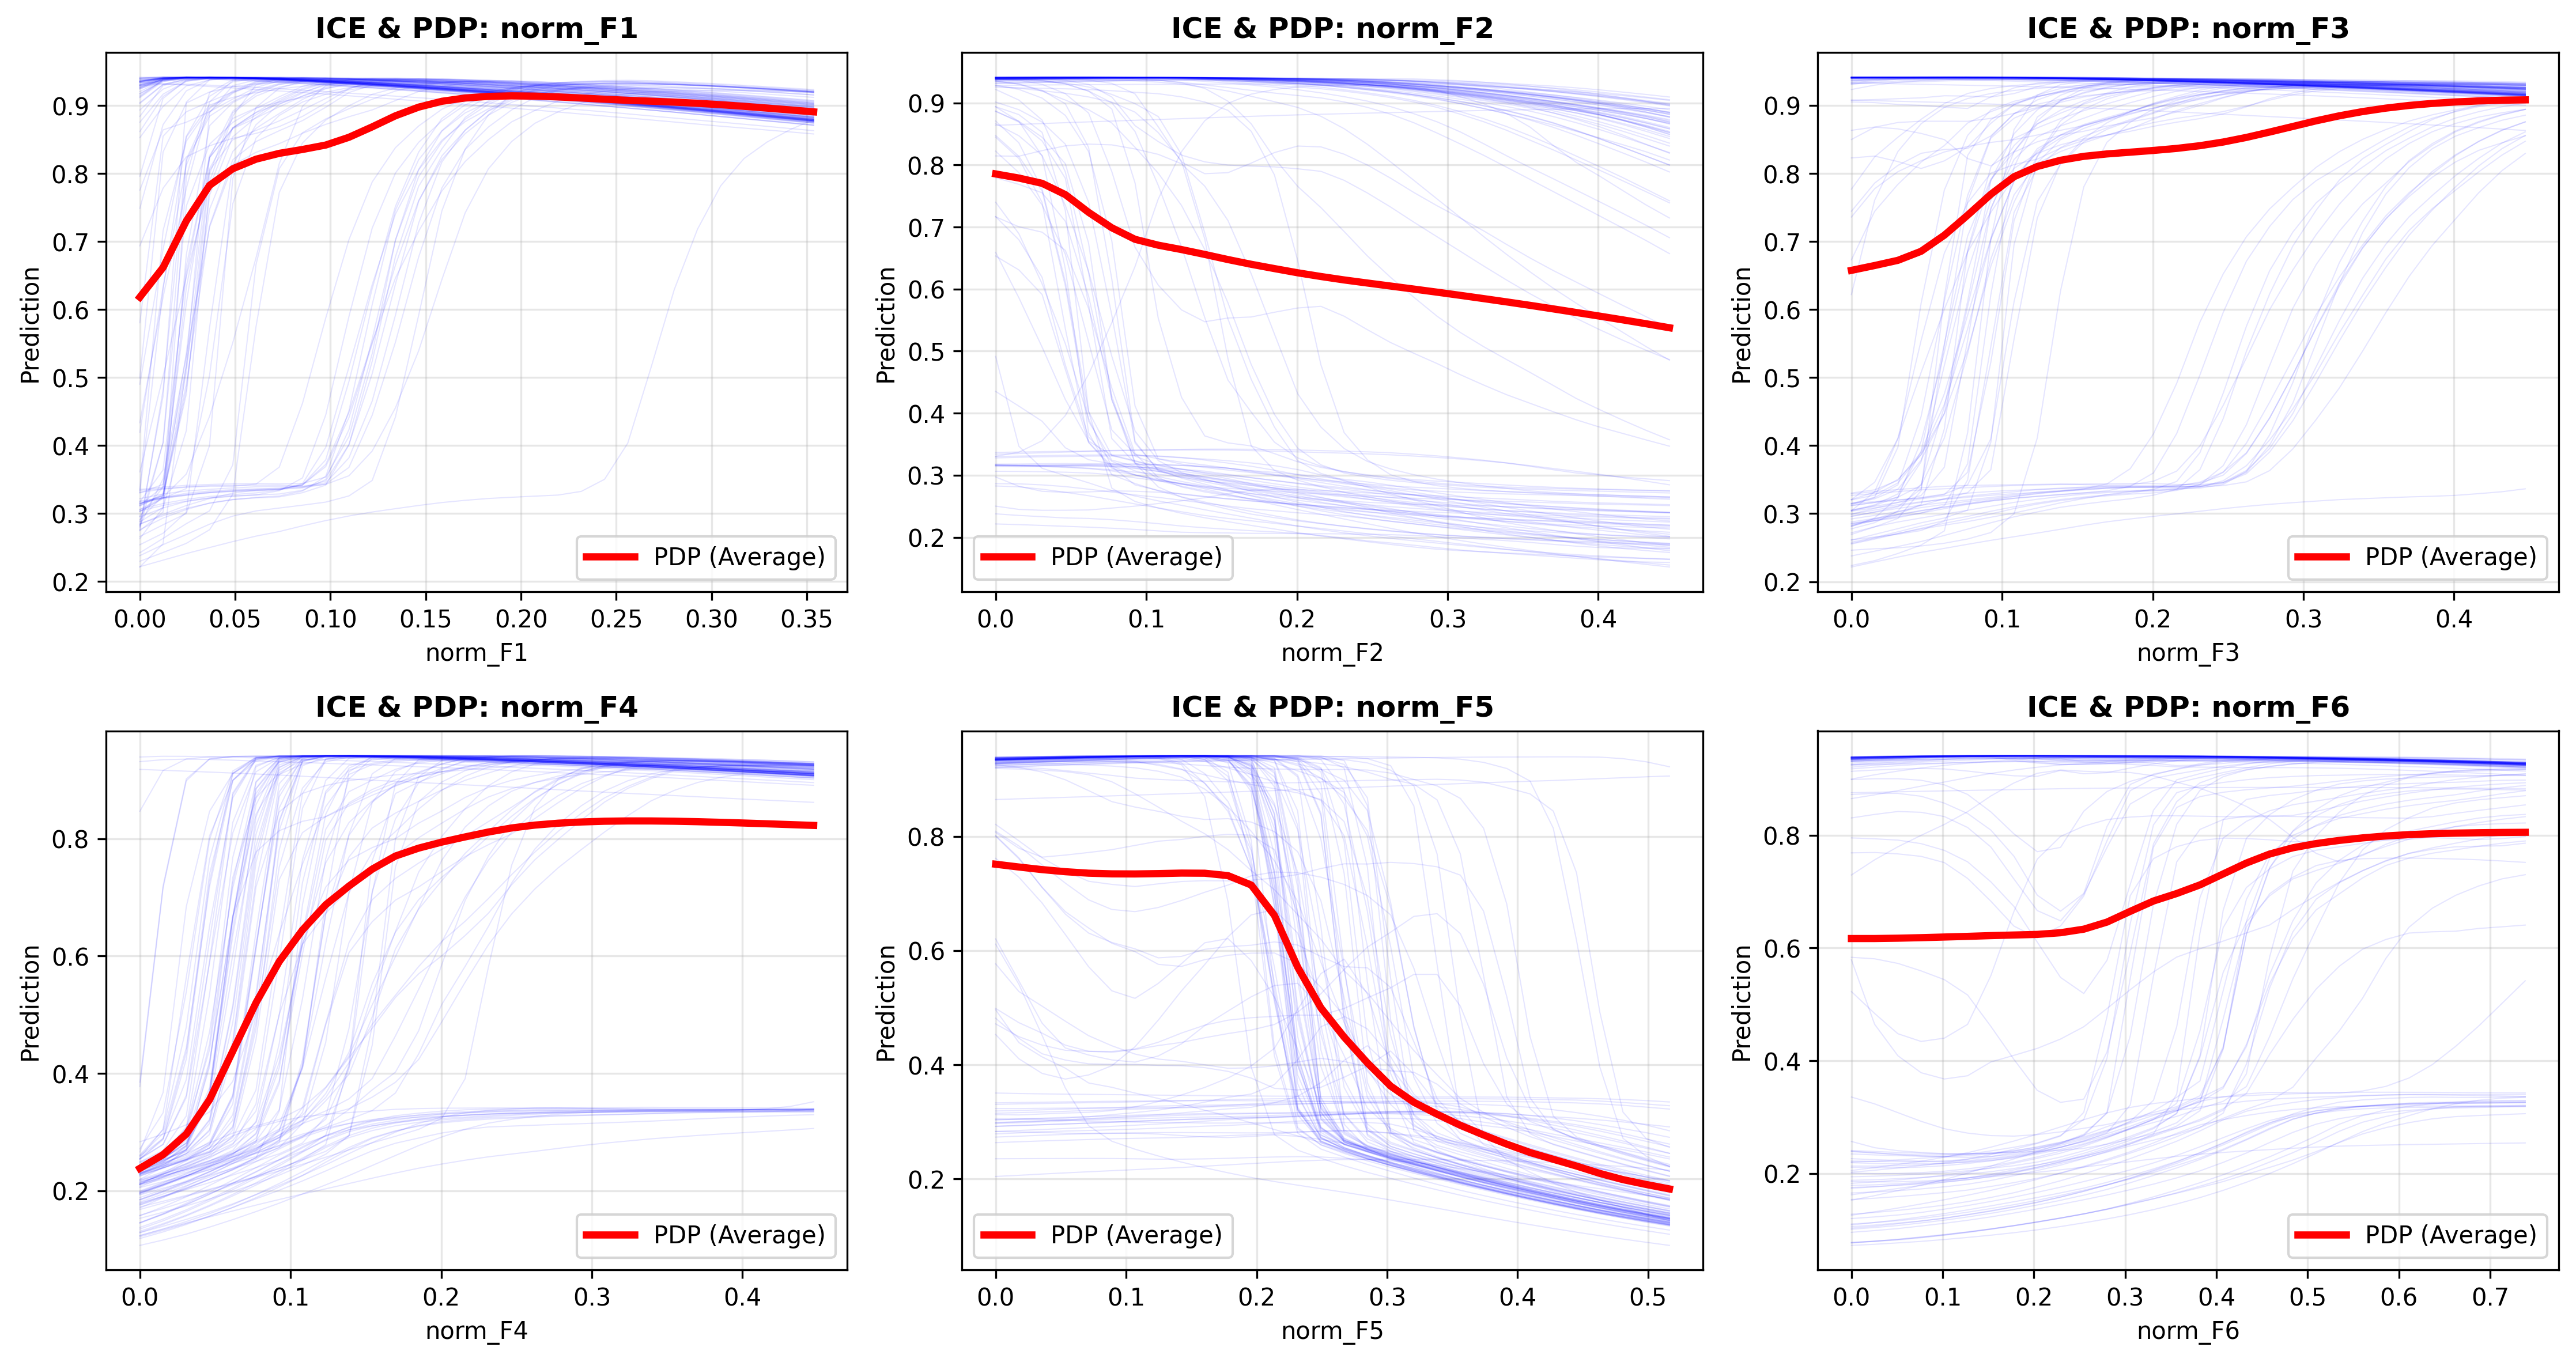 ICE & PDP: norm_F1
0.9
0.8
0.7
0.6
0.5
0.4
0.3
0.2
Prediction
PDP (Average)
0.00 0.05 0.10 0.15 0.20 0.25 0.30 0.35
norm_F1
ICE & PDP: norm_F2
0.9
0.8
0.7
0.6
0.5
0.4
0.3
0.2
Prediction
PDP (Average)
0.0 0.1 0.2 0.3 0.4
norm_F2
ICE & PDP: norm_F3
0.9
0.8
0.7
0.6
0.5
0.4
0.3
0.2
Prediction
PDP (Average)
0.0 0.1 0.2 0.3 0.4
norm_F3
ICE & PDP: norm_F4
0.8
0.6
0.4
0.2
Prediction
PDP (Average)
0.0 0.1 0.2 0.3 0.4
norm_F4
ICE & PDP: norm_F5
0.8
0.6
0.4
0.2
Prediction
PDP (Average)
0.0 0.1 0.2 0.3 0.4 0.5
norm_F5
ICE & PDP: norm_F6
0.8
0.6
0.4
0.2
Prediction
PDP (Average)
0.0 0.1 0.2 0.3 0.4 0.5 0.6 0.7
norm_F6